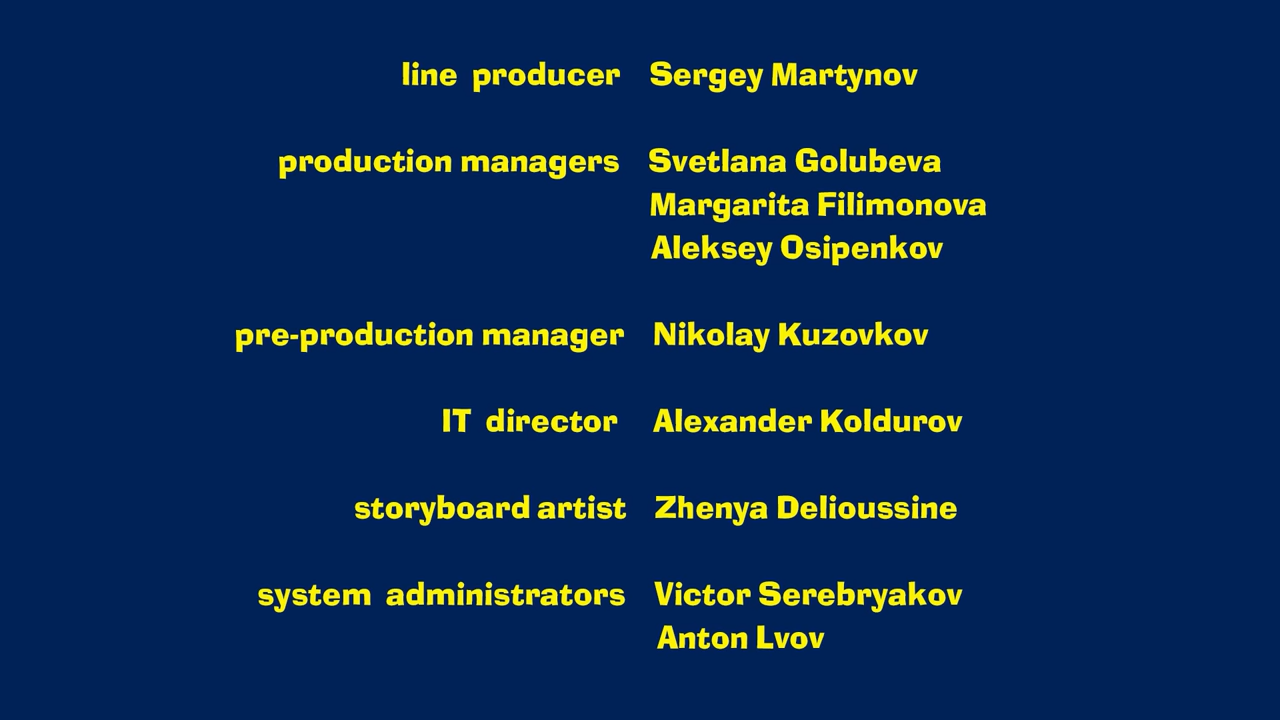 line producer Sergey Martynov
production managers Svetlana Golubeva
Margarita Filimonova
Aleksey Osipenkov
pre-production manager Nikolay Kuzovkov
IT director Alexander Koldurov
storyboard artist Zhenya Delioussine
system administrators Victor Serebryakov
Anton Lvov